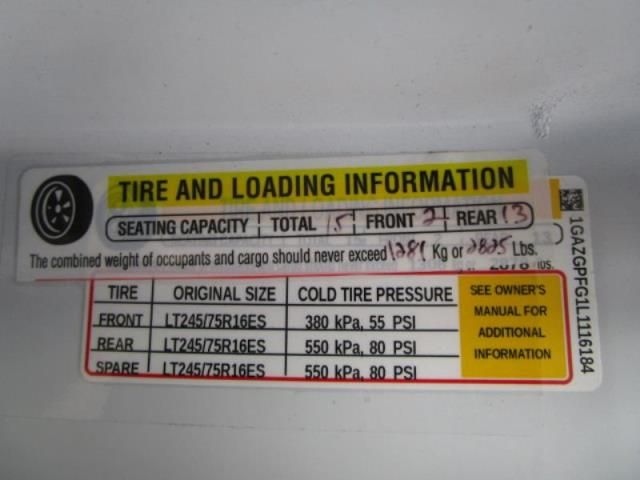 TIRE AND LOADING INFORMATION
SEATING CAPACITY TOTAL 15 FRONT 2 REAR 13
The combined weight of occupants and cargo should never exceed 1281 Kg or 2825 Lbs.
TIRE ORIGINAL SIZE COLD TIRE PRESSURE
FRONT LT245/75R16ES 380 kPa, 55 PSI
REAR LT245/75R16ES 550 kPa, 80 PSI
SPARE LT245/75R16ES 550 kPa, 80 PSI
SEE OWNER'S
MANUAL FOR
ADDITIONAL
INFORMATION
1GAZGPFG1L1116184